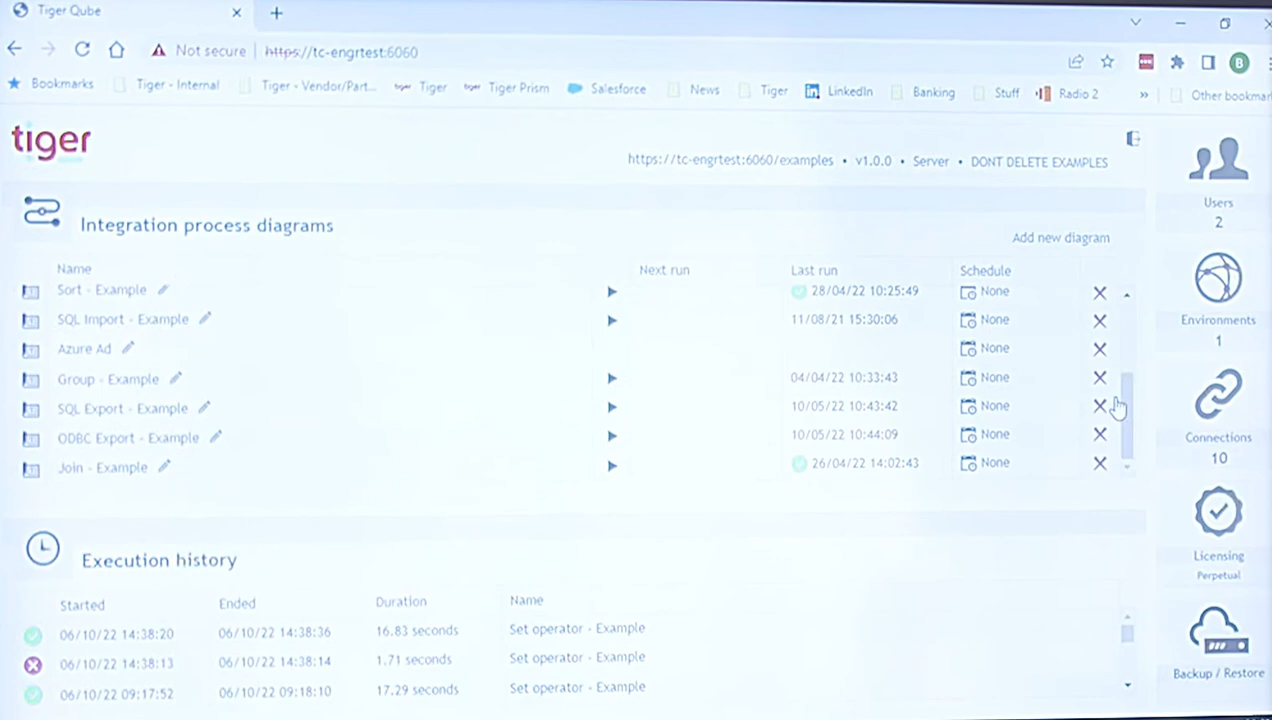 Tiger Qube
Not secure https://tc-engrtest:6060
Bookmarks Tiger - Internal Tiger - Vendor/Part... tiger Tiger tiger Tiger Prism Salesforce News Tiger LinkedIn Banking Stuff Radio 2 » Other bookmar
B
tiger
https://tc-engrtest:6060/examples • v1.0.0 • Server • DONT DELETE EXAMPLES
Integration process diagrams
Add new diagram
Name Next run Last run Schedule
Sort - Example 28/04/22 10:25:49 None
SQL Import - Example 11/08/21 15:30:06 None
Azure Ad None
Group - Example 04/04/22 10:33:43 None
SQL Export - Example 10/05/22 10:43:42 None
ODBC Export - Example 10/05/22 10:44:09 None
Join - Example 26/04/22 14:02:43 None
Execution history
Started Ended Duration Name
06/10/22 14:38:20 06/10/22 14:38:36 16.83 seconds Set operator - Example
06/10/22 14:38:13 06/10/22 14:38:14 1.71 seconds Set operator - Example
06/10/22 09:17:52 06/10/22 09:18:10 17.29 seconds Set operator - Example
Users
2
Environments
1
Connections
10
Licensing
Perpetual
Backup / Restore